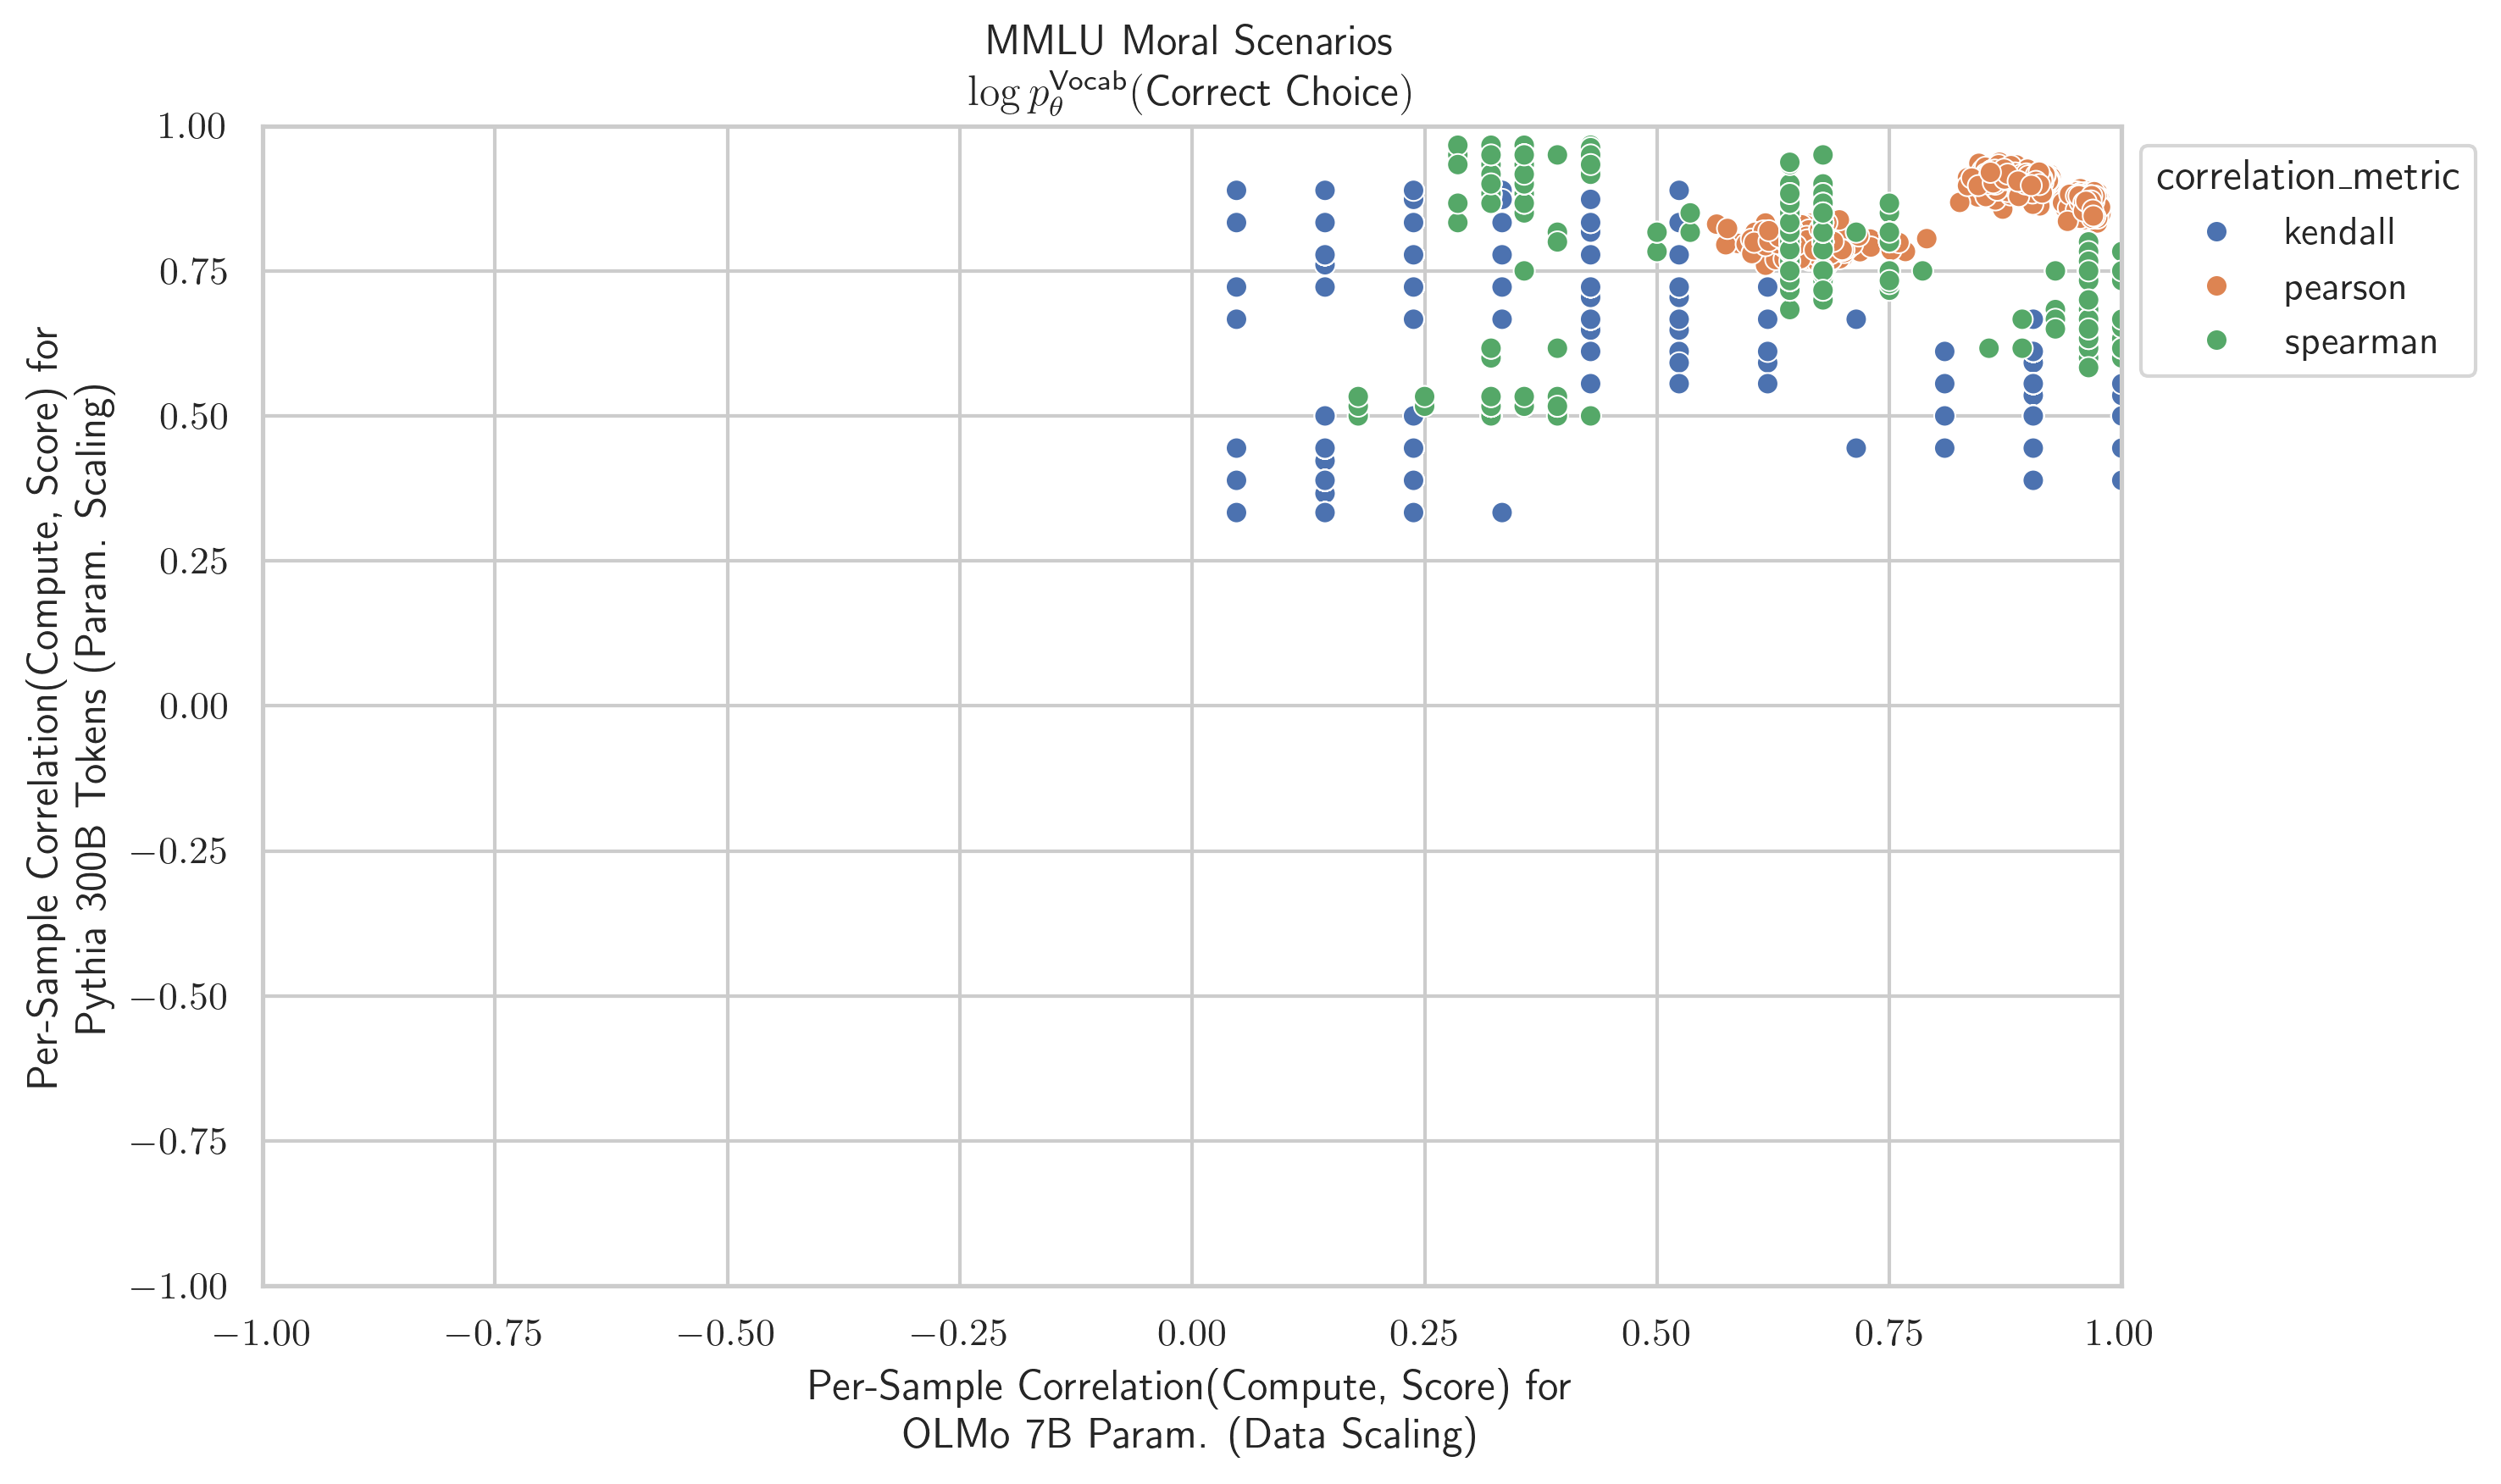 MMLU Moral Scenarios
log p_θ^Vocab(Correct Choice)
1.00
0.75
0.50
0.25
0.00
−0.25
−0.50
−0.75
−1.00
Per-Sample Correlation(Compute, Score) for
Pythia 300B Tokens (Param. Scaling)
correlation_metric
kendall
pearson
spearman
−1.00 −0.75 −0.50 −0.25 0.00 0.25 0.50 0.75 1.00
Per-Sample Correlation(Compute, Score) for
OLMo 7B Param. (Data Scaling)